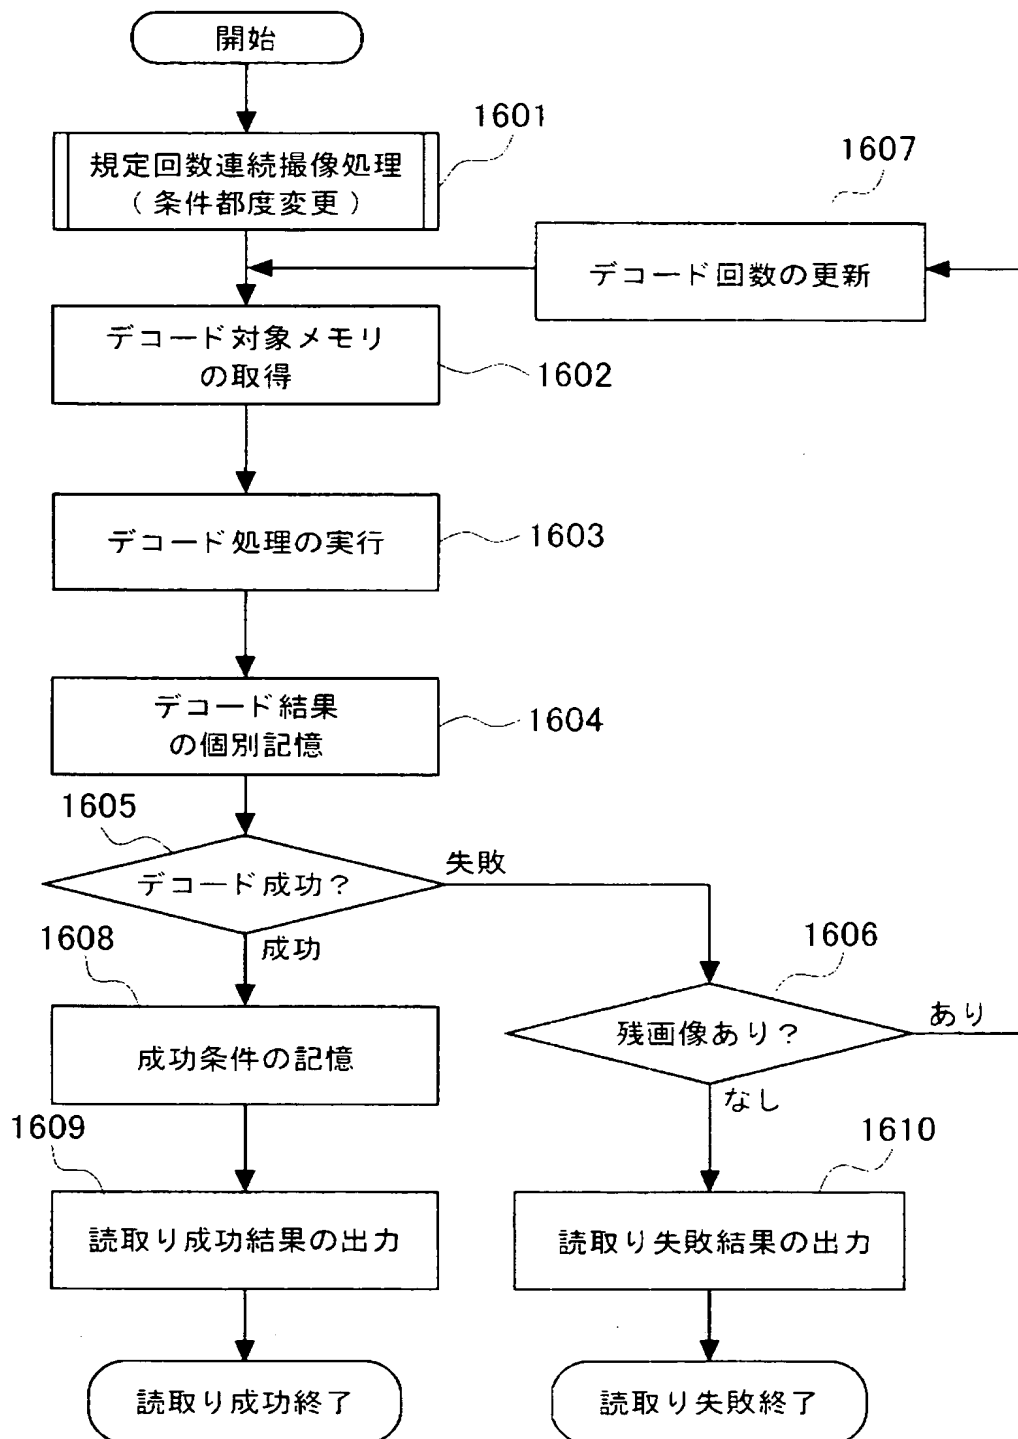 開始
1601
規定回数連続撮像処理
(条件都度変更)
1607
デコード回数の更新
デコード対象メモリ
の取得
1602
デコード処理の実行
1603
デコード結果
の個別記憶
1604
1605
デコード成功?
失敗
成功
1608
1606
残画像あり?
あり
なし
成功条件の記憶
1609
1610
読取り成功結果の出力
読取り失敗結果の出力
読取り成功終了
読取り失敗終了